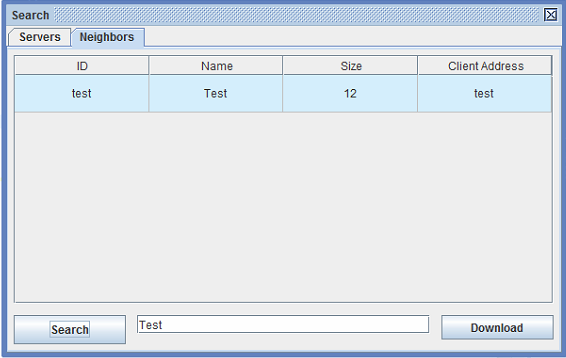 Search
Servers Neighbors
ID Name Size Client Address
test Test 12 test
Search Test Download